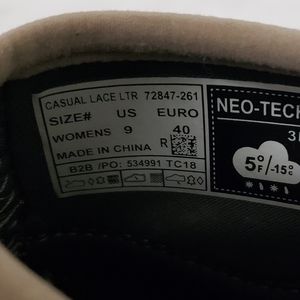 CASUAL LACE LTR 72847-261
SIZE# US EURO
WOMENS 9 40
MADE IN CHINA R
B2B /PO: 534991 TC18
NEO-TECH
5°F/-15°C